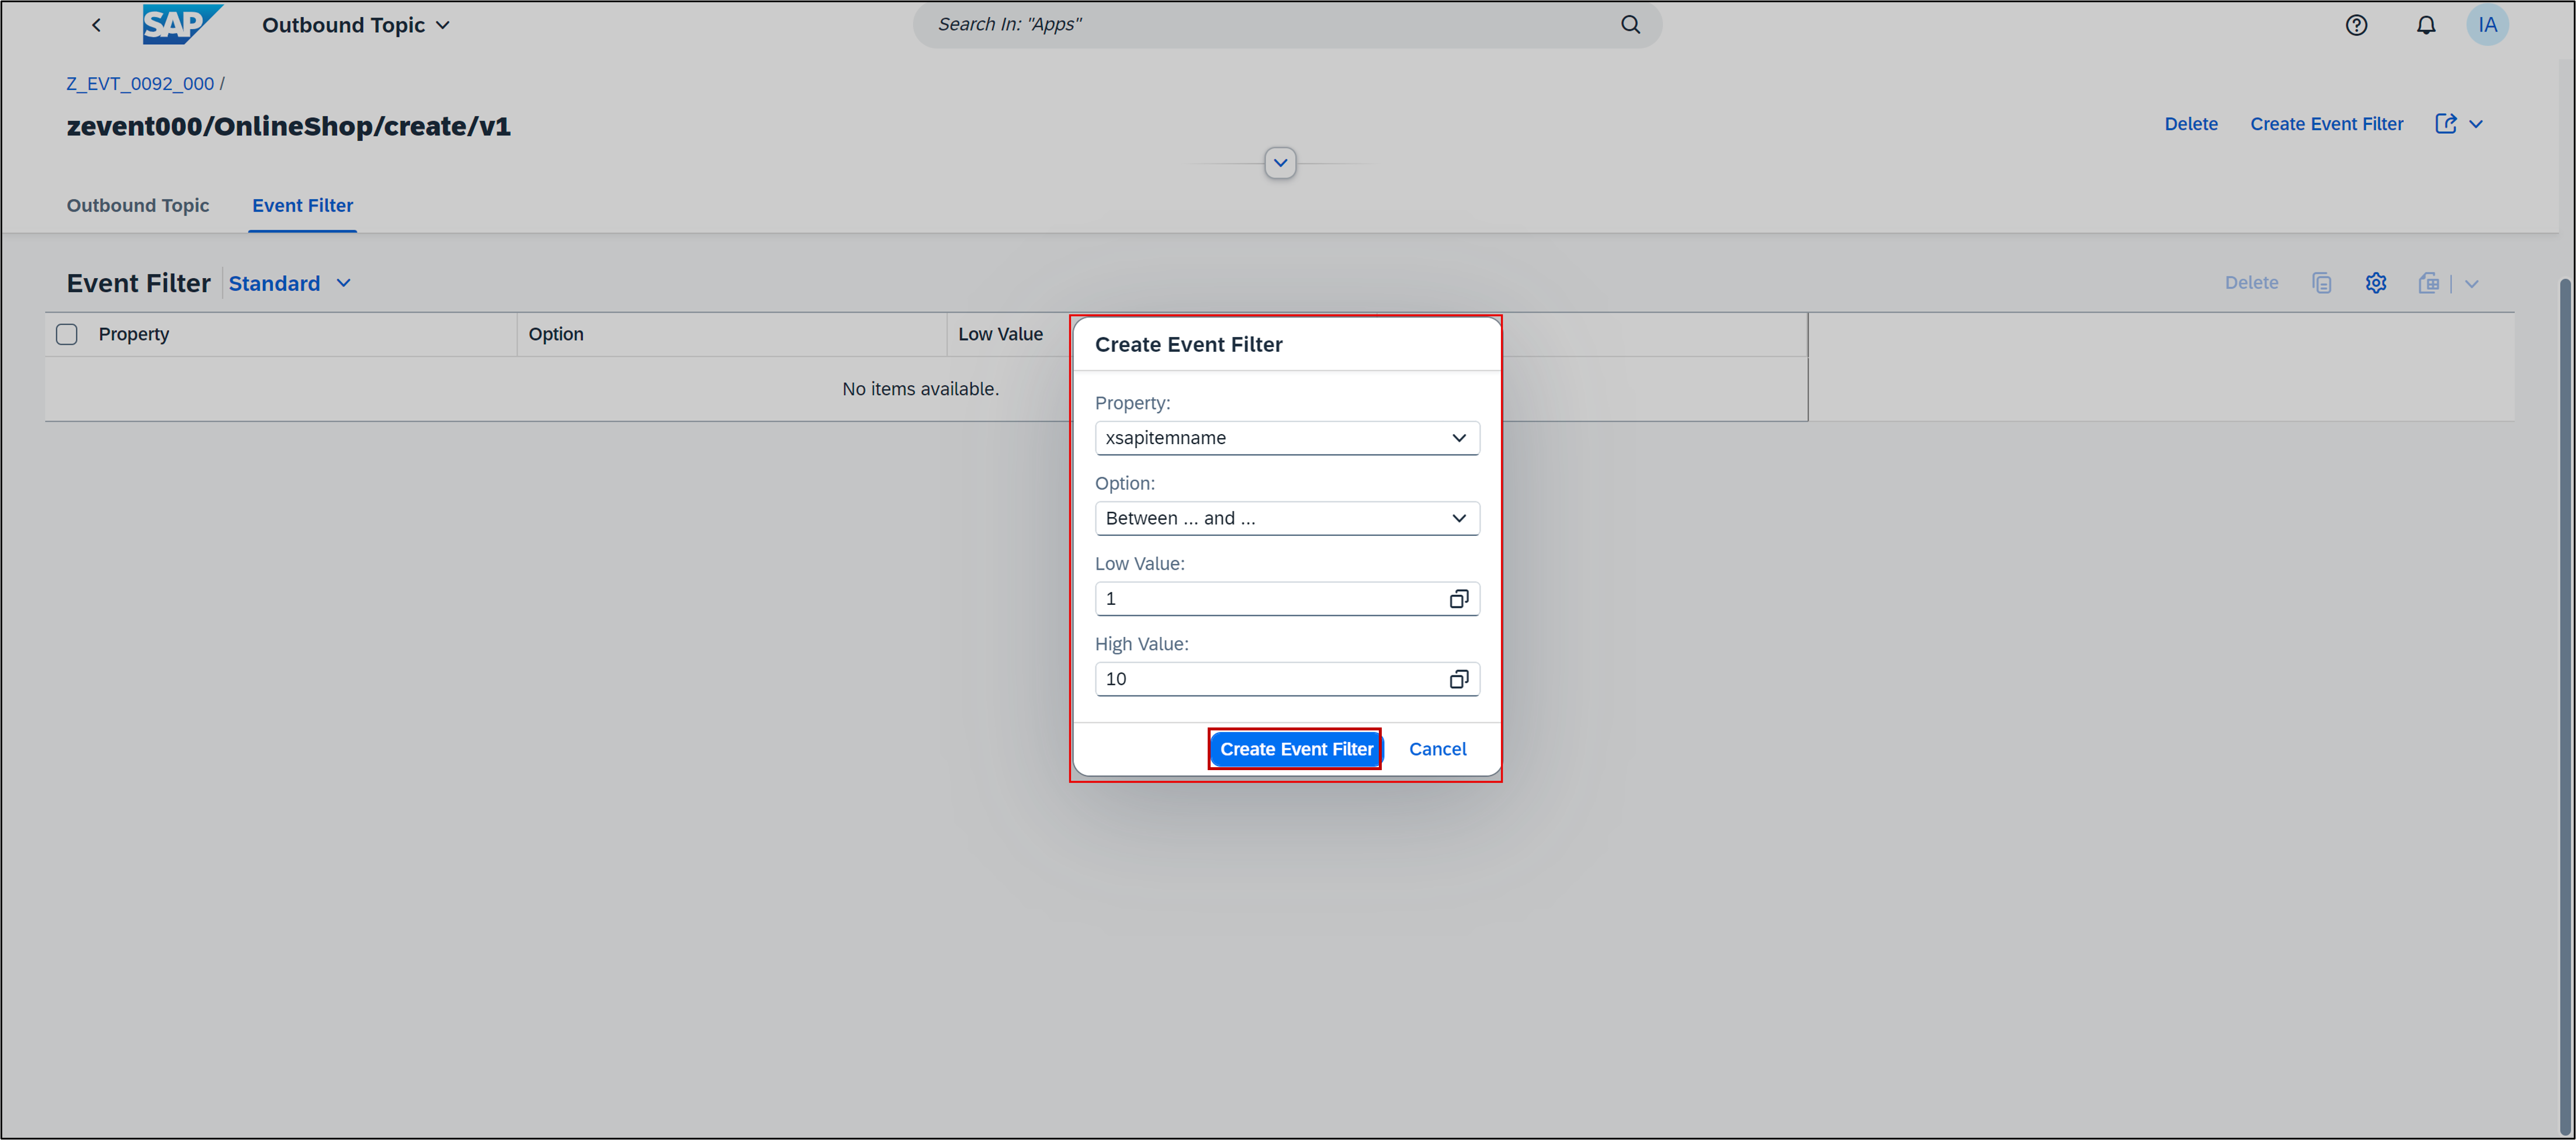 SAP Outbound Topic Search In: "Apps" IA
Z_EVT_0092_000 /
zevent000/OnlineShop/create/v1
Delete Create Event Filter
Outbound Topic Event Filter
Event Filter Standard Delete
Property Option Low Value
No items available.
Create Event Filter
Property:
xsapitemname
Option:
Between ... and ...
Low Value:
1
High Value:
10
Create Event Filter Cancel